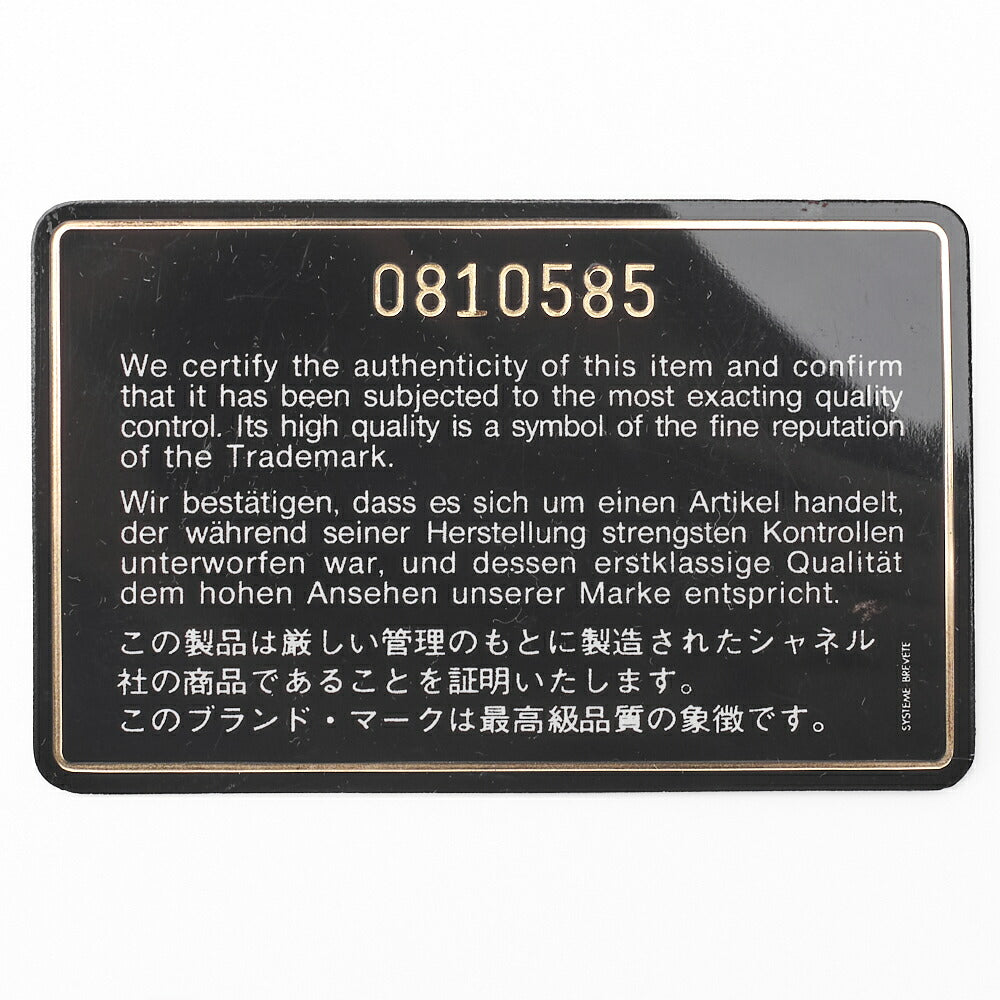 0810585
We certify the authenticity of this item and confirm
that it has been subjected to the most exacting quality
control. Its high quality is a symbol of the fine reputation
of the Trademark.
Wir bestätigen, dass es sich um einen Artikel handelt,
der während seiner Herstellung strengsten Kontrollen
unterworfen war, und dessen erstklassige Qualität
dem hohen Ansehen unserer Marke entspricht.
この製品は厳しい管理のもとに製造されたシャネル
社の商品であることを証明いたします。
このブランド・マークは最高級品質の象徴です。
SYSTEME BREVETE